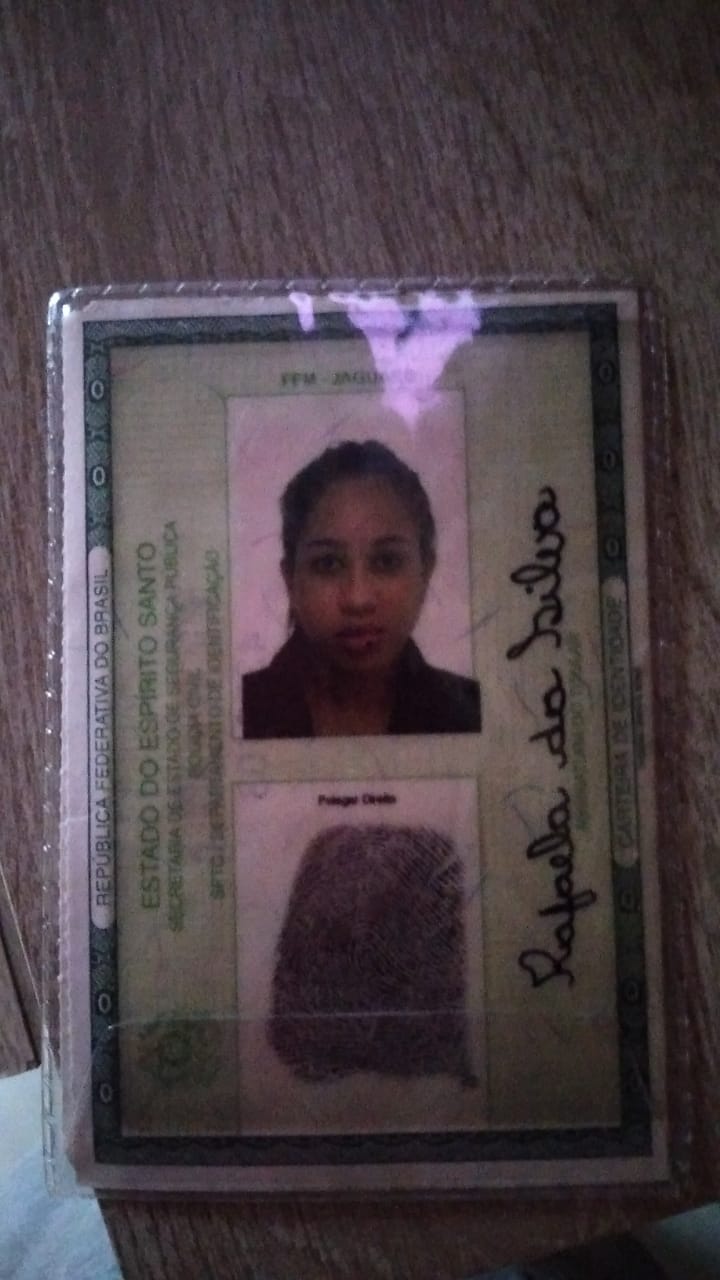 REPÚBLICA FEDERATIVA DO BRASIL
ESTADO DO ESPÍRITO SANTO
SECRETARIA DE ESTADO DE SEGURANÇA PÚBLICA
POLÍCIA CIVIL
SPTC / DEPARTAMENTO DE IDENTIFICAÇÃO
Polegar Direito
Rafaela da Silva
ASSINATURA DO TITULAR
CARTEIRA DE IDENTIDADE